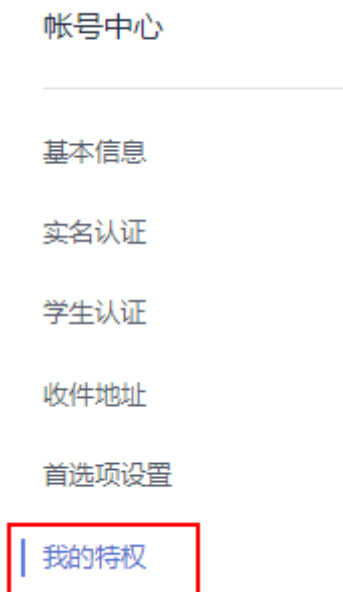 帐号中心
基本信息
实名认证
学生认证
收件地址
首选项设置
我的特权